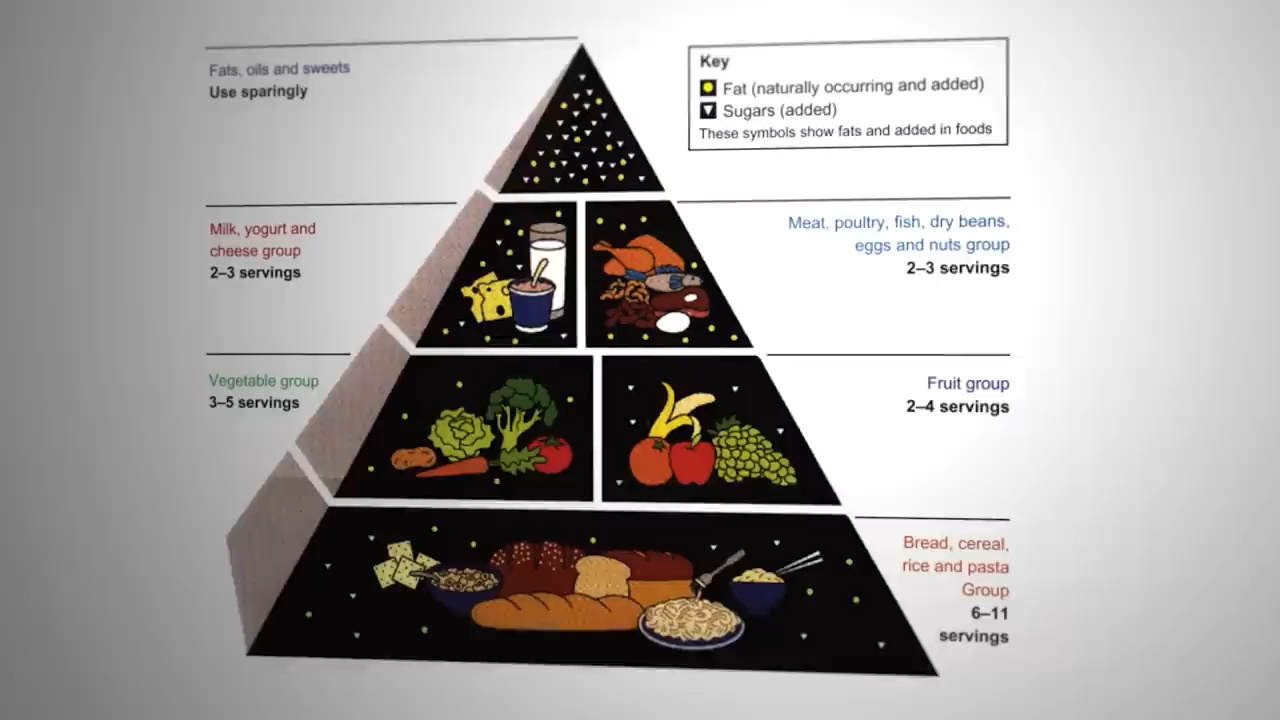 Fats, oils and sweets
Use sparingly
Key
Fat (naturally occurring and added)
Sugars (added)
These symbols show fats and added in foods
Milk, yogurt and
cheese group
2–3 servings
Meat, poultry, fish, dry beans,
eggs and nuts group
2–3 servings
Vegetable group
3–5 servings
Fruit group
2–4 servings
Bread, cereal,
rice and pasta
Group
6–11
servings